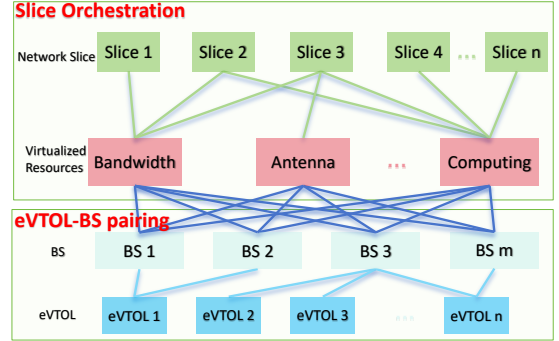 Slice Orchestration
Network Slice
Slice 1
Slice 2
Slice 3
Slice 4
...
Slice n
Virtualized
Resources
Bandwidth
Antenna
...
Computing
eVTOL-BS pairing
BS
BS 1
BS 2
BS 3
BS m
eVTOL
eVTOL 1
eVTOL 2
eVTOL 3
...
eVTOL n